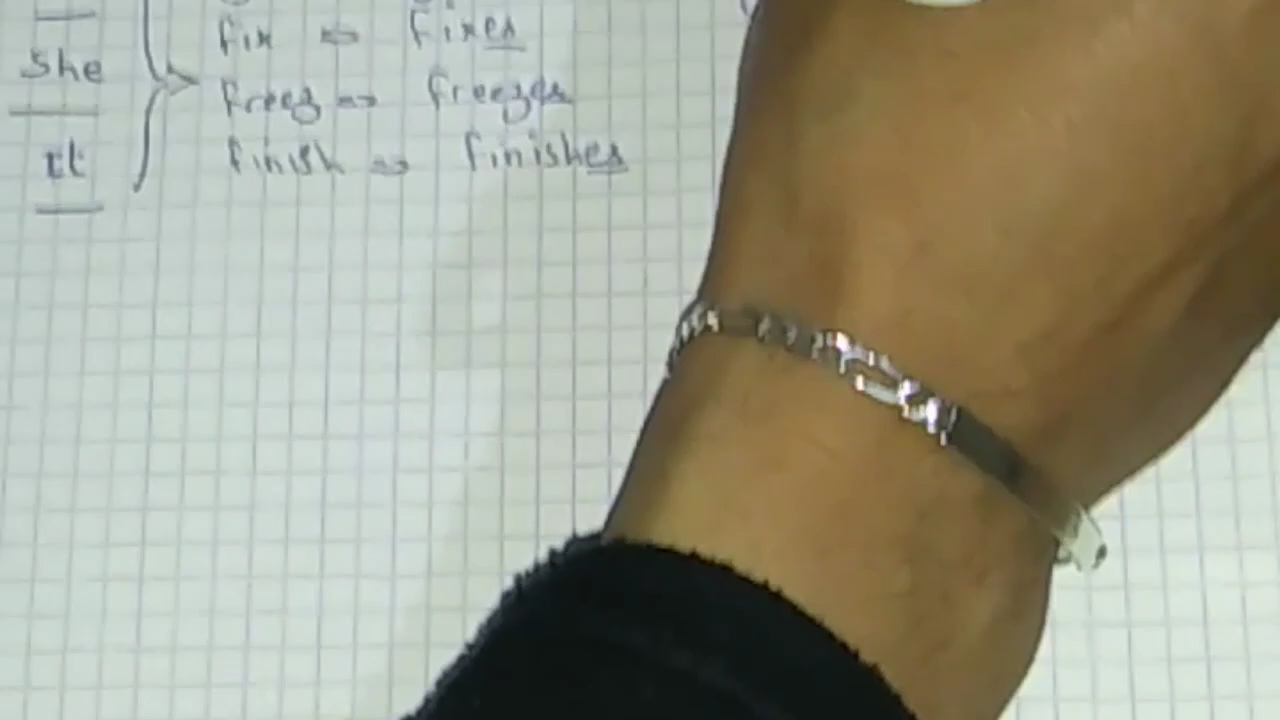 fix => fixes
she
freez => freezes
it
finish => finishes